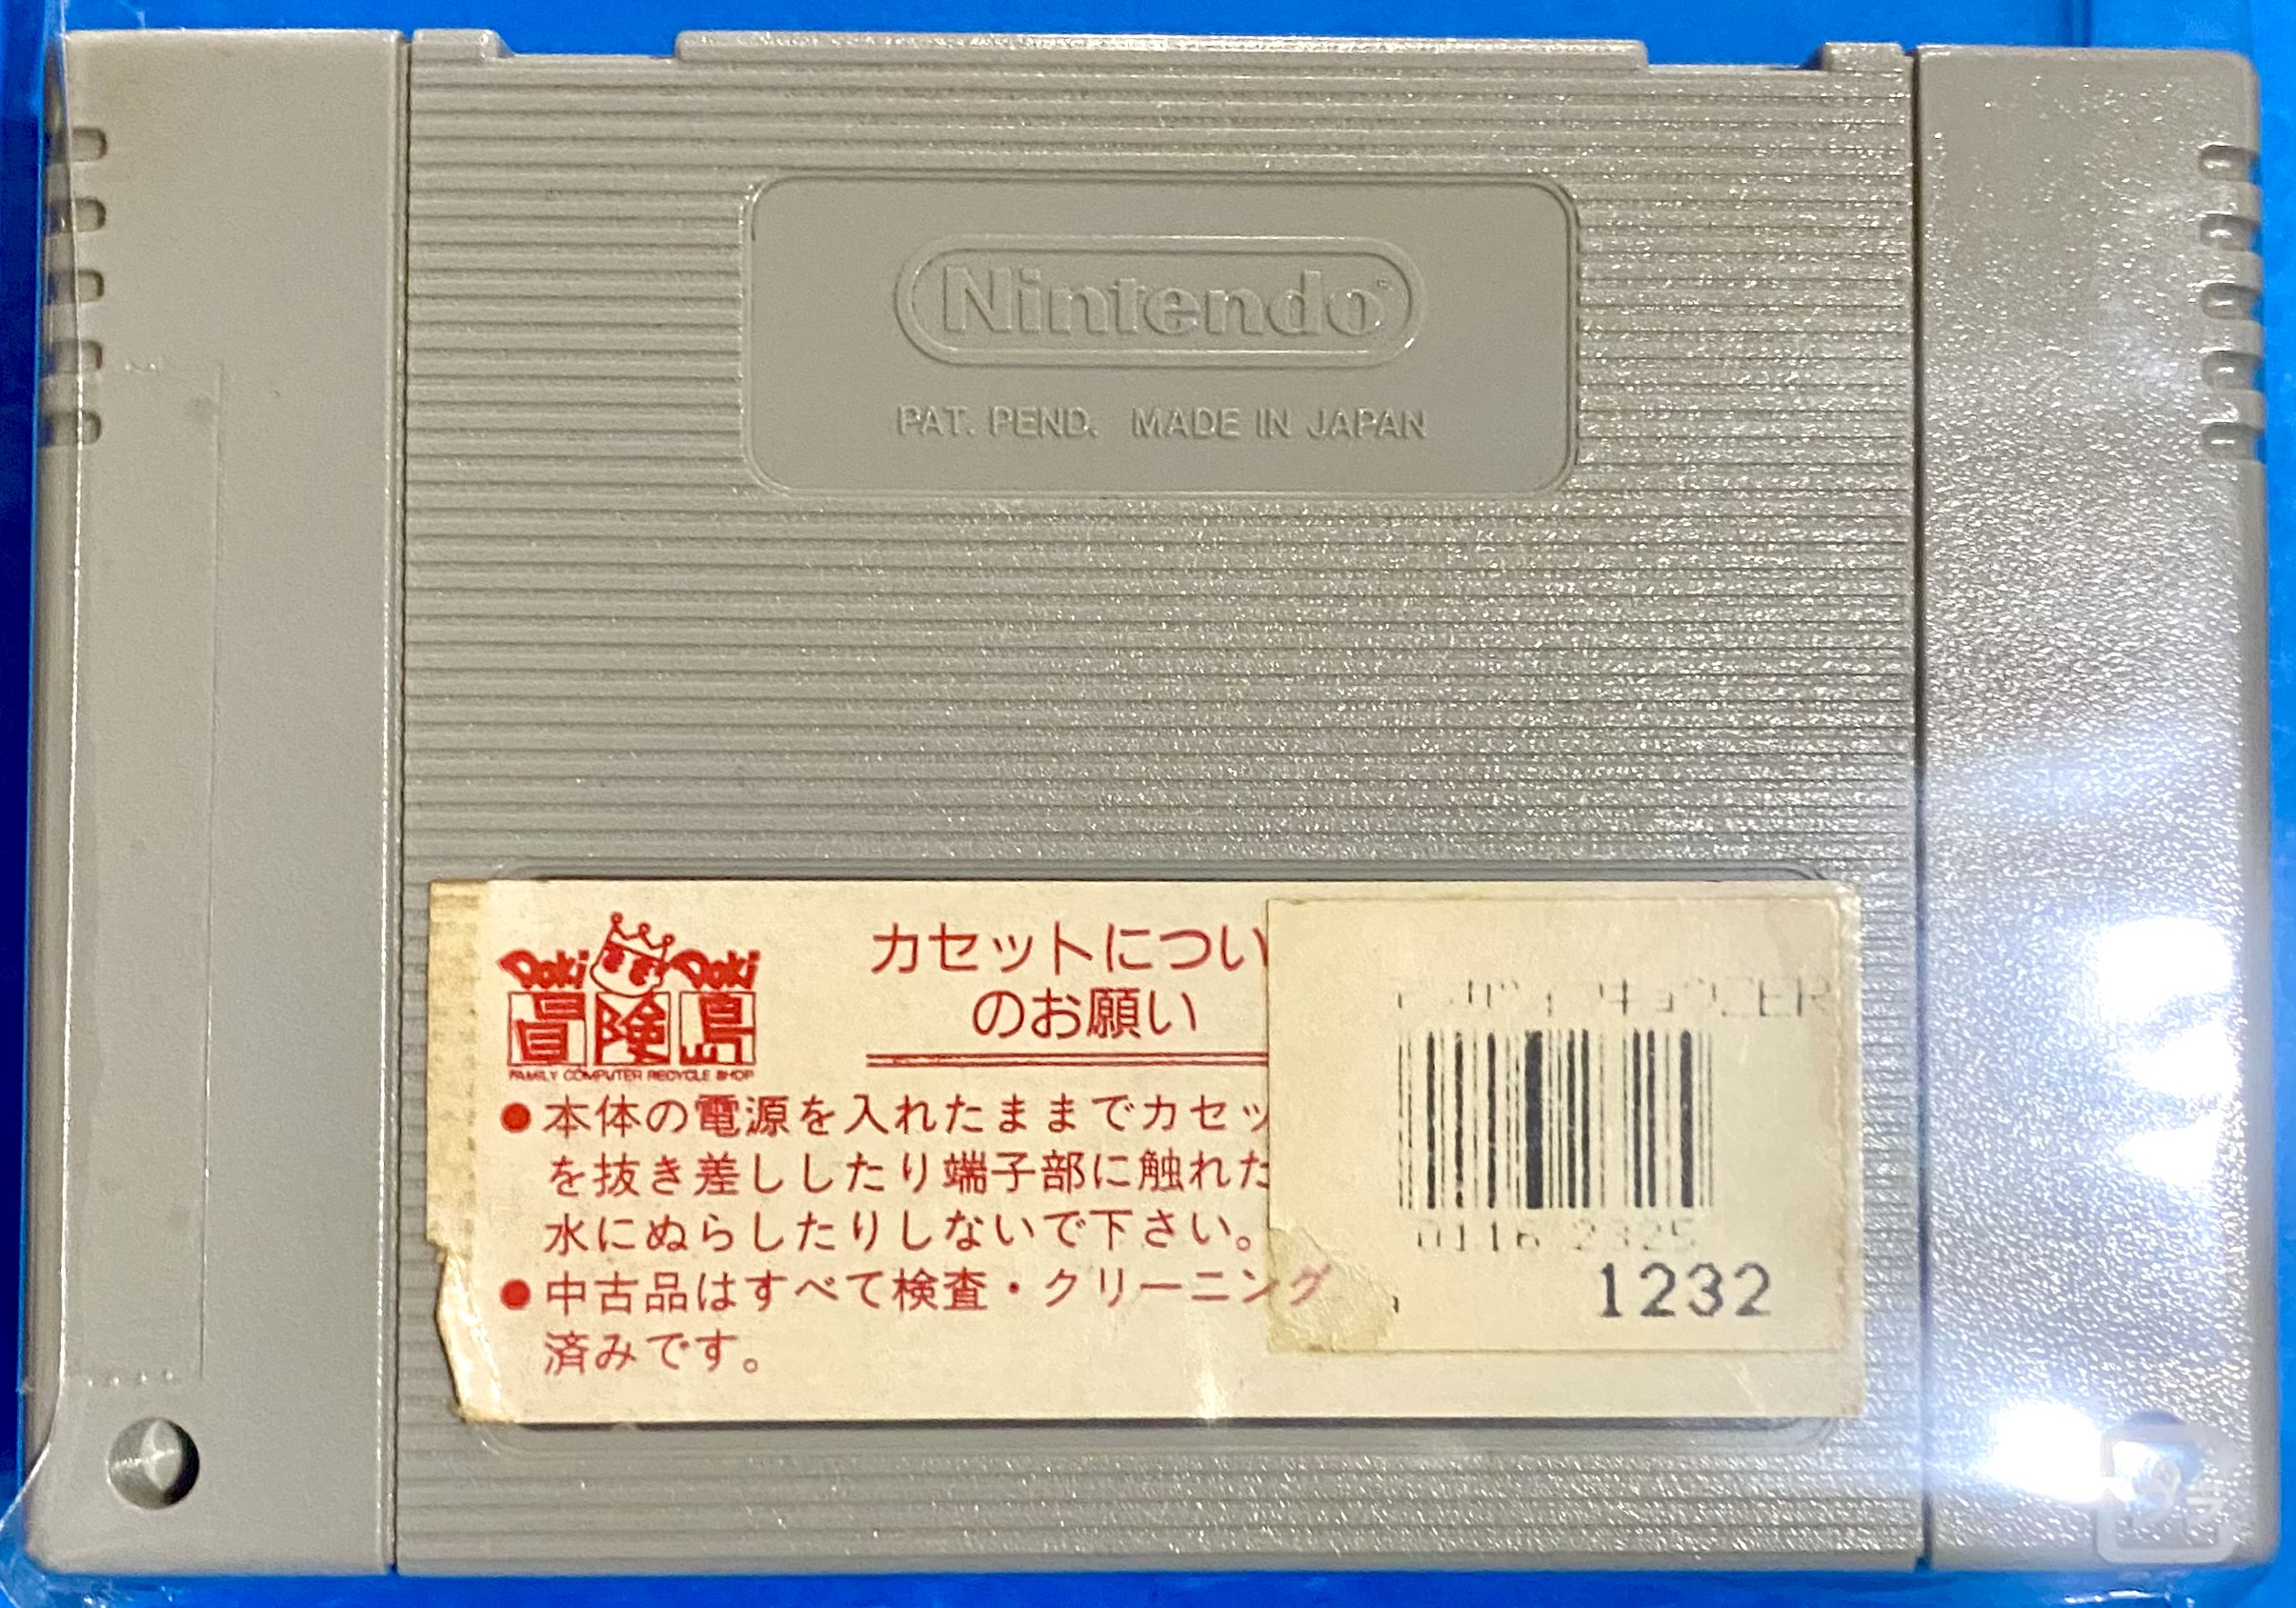 Nintendo
PAT. PEND. MADE IN JAPAN
Doki Doki
冒険島
FAMILY COMPUTER RECYCLE SHOP
カセットについ
のお願い
●本体の電源を入れたままでカセッ
を抜き差ししたり端子部に触れた
水にぬらしたりしないで下さい。
●中古品はすべて検査・クリーニング
済みです。
0116 2325
1232